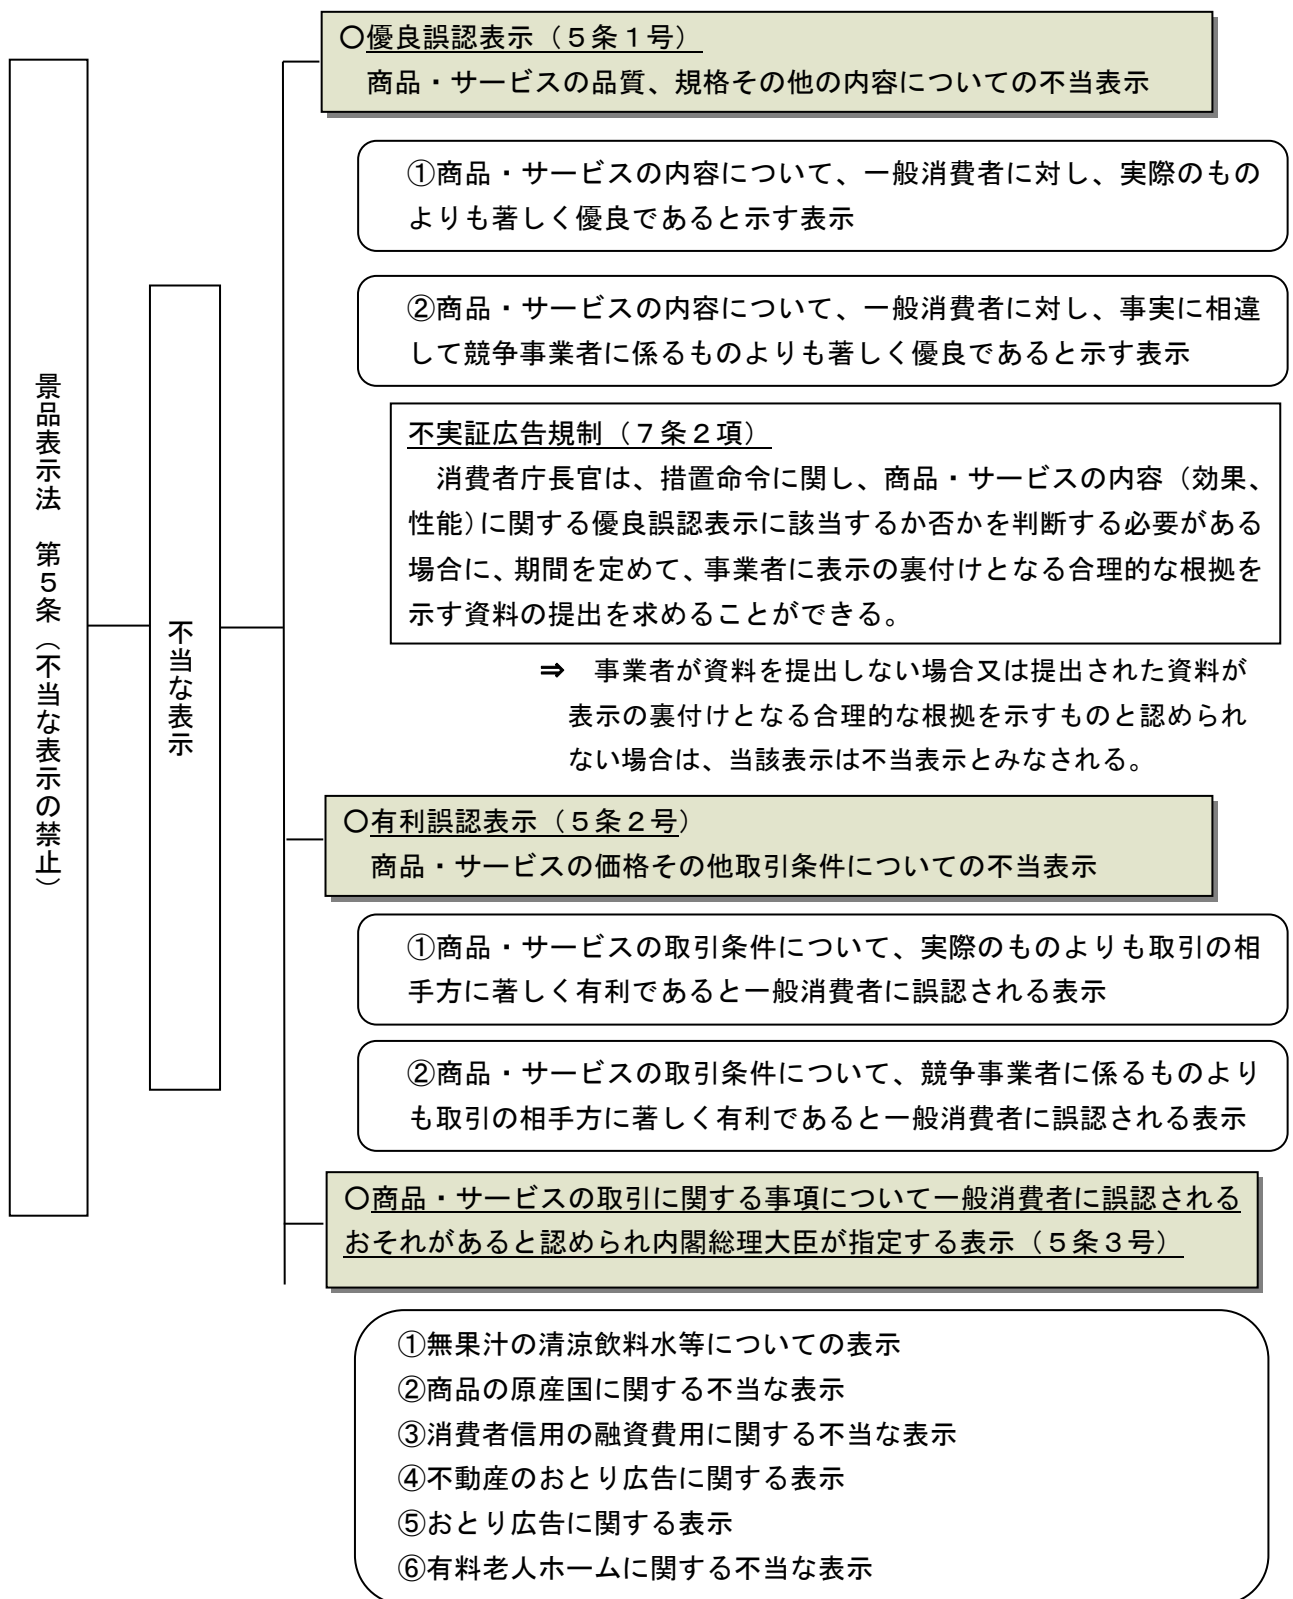 景品表示法　第５条（不当な表示の禁止）
不当な表示
○優良誤認表示（５条１号）
商品・サービスの品質、規格その他の内容についての不当表示
①商品・サービスの内容について、一般消費者に対し、実際のもの
よりも著しく優良であると示す表示
②商品・サービスの内容について、一般消費者に対し、事実に相違
して競争事業者に係るものよりも著しく優良であると示す表示
不実証広告規制（７条２項）
消費者庁長官は、措置命令に関し、商品・サービスの内容（効果、
性能）に関する優良誤認表示に該当するか否かを判断する必要がある
場合に、期間を定めて、事業者に表示の裏付けとなる合理的な根拠を
示す資料の提出を求めることができる。
⇒　事業者が資料を提出しない場合又は提出された資料が
表示の裏付けとなる合理的な根拠を示すものと認められ
ない場合は、当該表示は不当表示とみなされる。
○有利誤認表示（５条２号）
商品・サービスの価格その他取引条件についての不当表示
①商品・サービスの取引条件について、実際のものよりも取引の相
手方に著しく有利であると一般消費者に誤認される表示
②商品・サービスの取引条件について、競争事業者に係るものより
も取引の相手方に著しく有利であると一般消費者に誤認される表示
○商品・サービスの取引に関する事項について一般消費者に誤認される
おそれがあると認められ内閣総理大臣が指定する表示（５条３号）
①無果汁の清涼飲料水等についての表示
②商品の原産国に関する不当な表示
③消費者信用の融資費用に関する不当な表示
④不動産のおとり広告に関する表示
⑤おとり広告に関する表示
⑥有料老人ホームに関する不当な表示